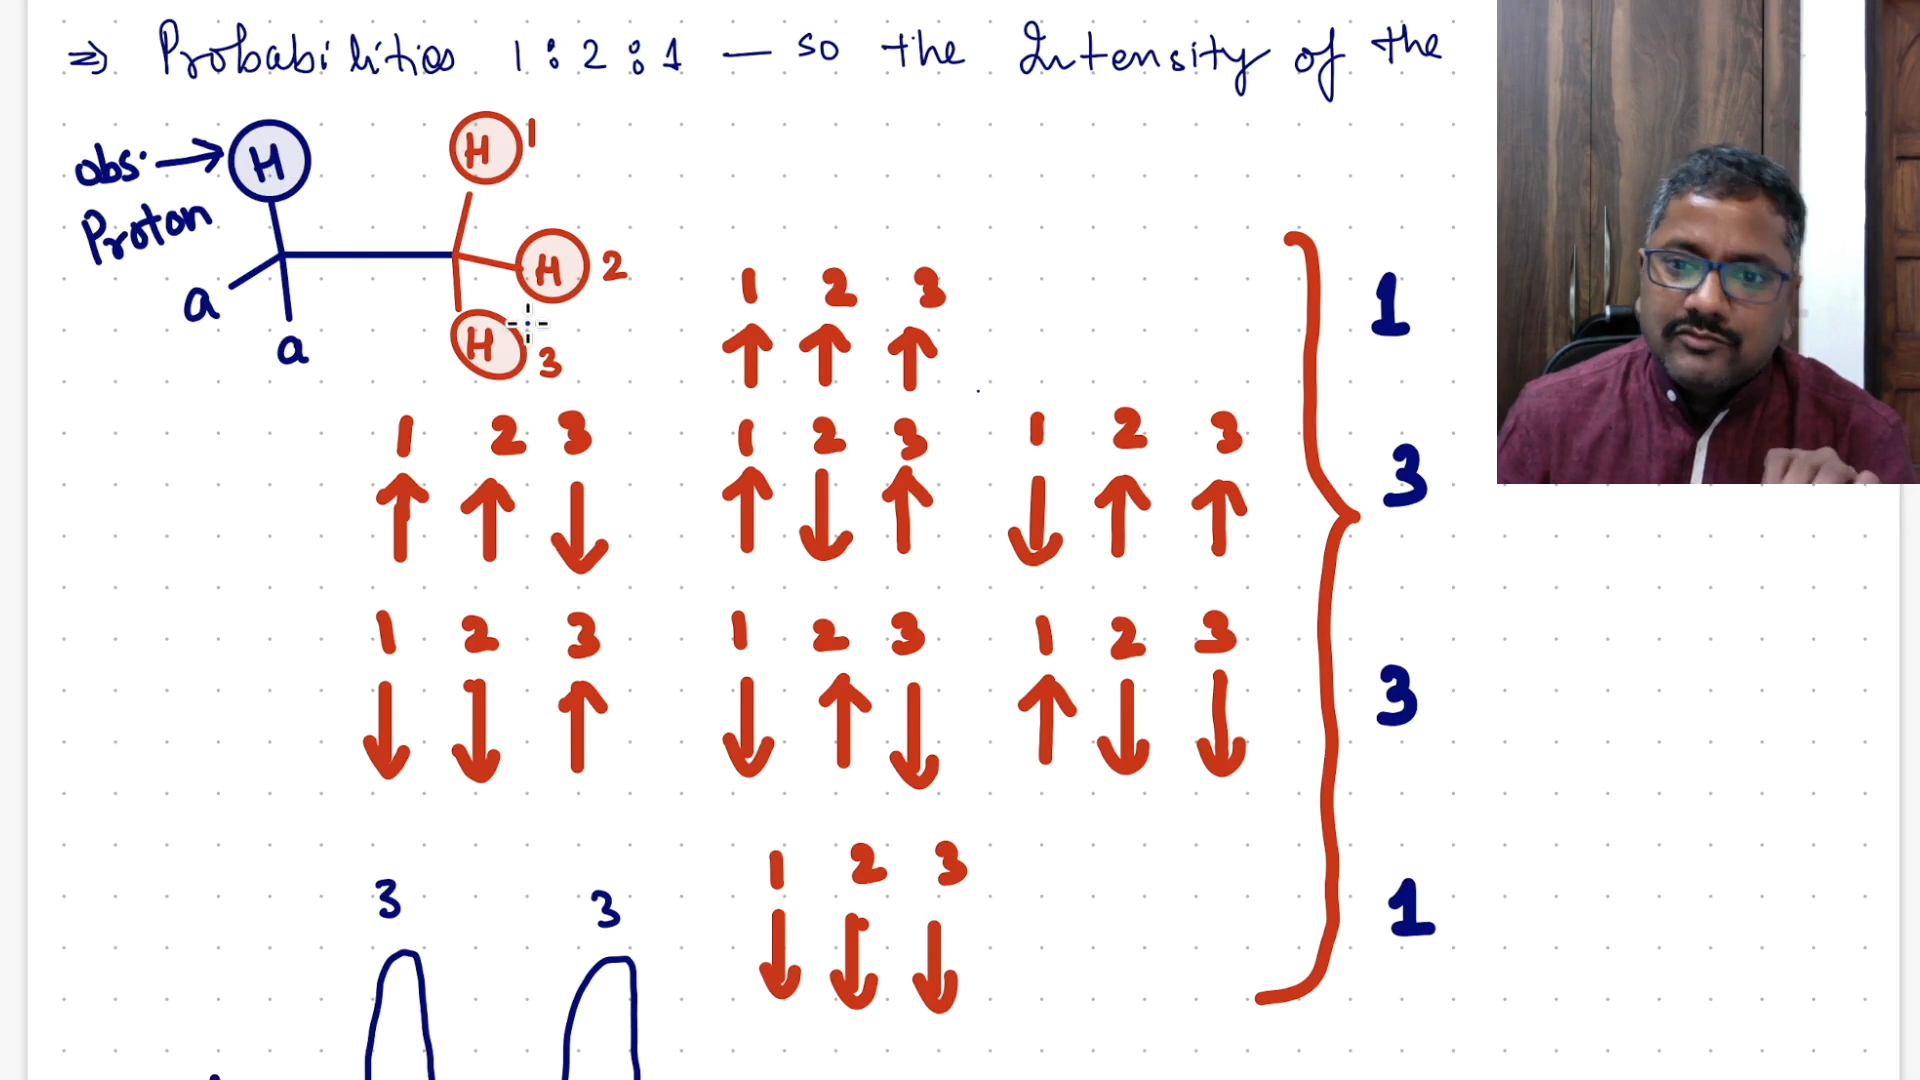 ⇒ Probabilities 1 : 2 : 1 — so the Intensity of the
obs. → H
Proton
a
a
H 1
H 2
H 3
1 2 3
↑ ↑ ↑
1
1 2 3 1 2 3 1 2 3
↑ ↑ ↓ ↑ ↓ ↑ ↓ ↑ ↑
3
1 2 3 1 2 3 1 2 3
↓ ↓ ↑ ↓ ↑ ↓ ↑ ↓ ↓
3
1 2 3
↓ ↓ ↓
1
3 3